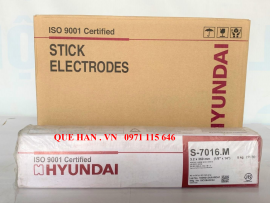 ISO 9001 Certified
STICK
ELECTRODES
HYUNDAI
QUE HAN . VN 0971 115 646
ISO 9001 Certified
HYUNDAI
S-7016.M